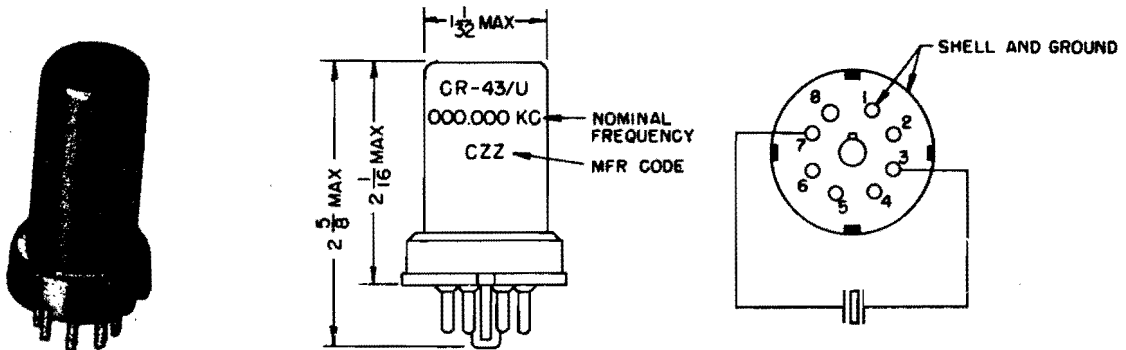 1 1/32 MAX
CR-43/U
000.000 KC
CZZ
NOMINAL
FREQUENCY
MFR CODE
2 1/16 MAX
2 5/8 MAX
SHELL AND GROUND
1
2
3
4
5
6
7
8